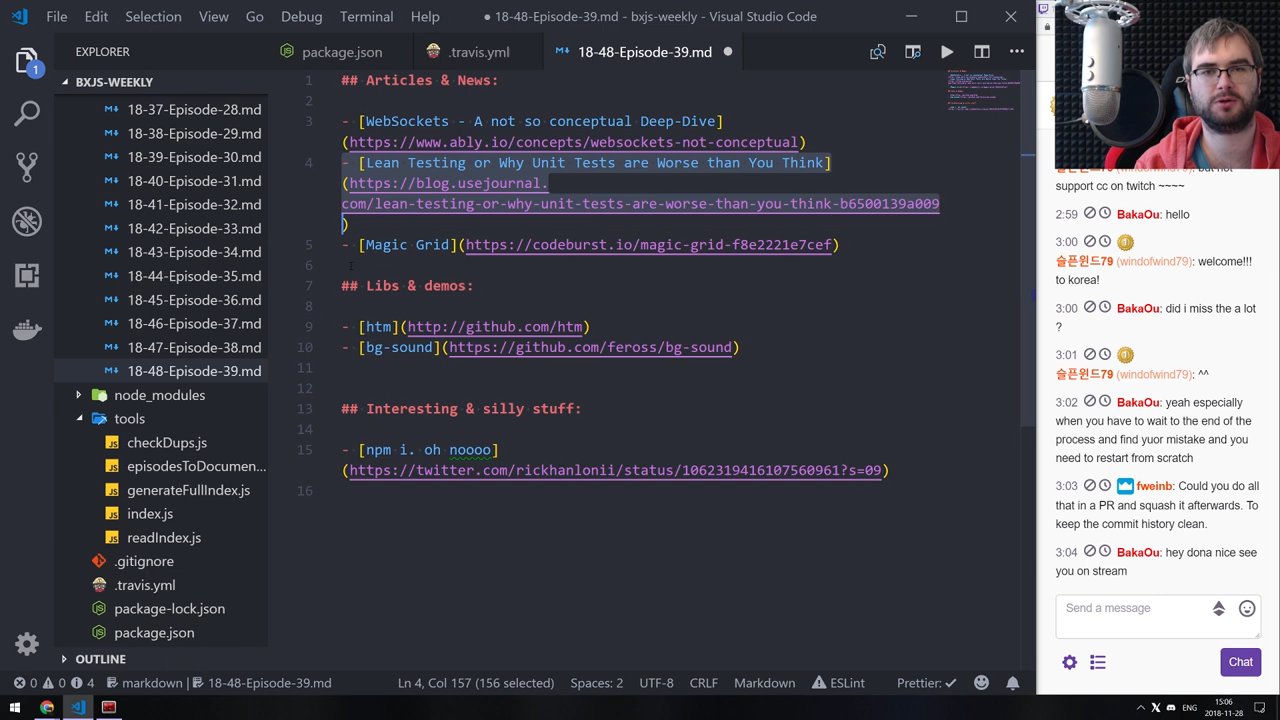 File Edit Selection View Go Debug Terminal Help
● 18-48-Episode-39.md - bxjs-weekly - Visual Studio Code
EXPLORER
package.json
.travis.yml
18-48-Episode-39.md
1
BXJS-WEEKLY
18-37-Episode-28.md
18-38-Episode-29.md
18-39-Episode-30.md
18-40-Episode-31.md
18-41-Episode-32.md
18-42-Episode-33.md
18-43-Episode-34.md
18-44-Episode-35.md
18-45-Episode-36.md
18-46-Episode-37.md
18-47-Episode-38.md
18-48-Episode-39.md
node_modules
tools
checkDups.js
episodesToDocumen...
generateFullIndex.js
index.js
readIndex.js
.gitignore
.travis.yml
package-lock.json
package.json
OUTLINE
1 ## Articles & News:
2
3 - [WebSockets - A not so conceptual Deep-Dive]
(https://www.ably.io/concepts/websockets-not-conceptual)
4 - [Lean Testing or Why Unit Tests are Worse than You Think]
(https://blog.usejournal.
com/lean-testing-or-why-unit-tests-are-worse-than-you-think-b6500139a009
)
5 - [Magic Grid](https://codeburst.io/magic-grid-f8e2221e7cef)
6
7 ## Libs & demos:
8
9 - [htm](http://github.com/htm)
10 - [bg-sound](https://github.com/feross/bg-sound)
11
12
13 ## Interesting & silly stuff:
14
15 - [npm i. oh noooo]
(https://twitter.com/rickhanlonii/status/1062319416107560961?s=09)
16
슬픈윈드79 (windofwind79): but not
support cc on twitch ~~~~
2:59 BakaOu: hello
3:00
슬픈윈드79 (windofwind79): welcome!!!
to korea!
3:00 BakaOu: did i miss the a lot
?
3:01
슬픈윈드79 (windofwind79): ^^
3:02 BakaOu: yeah especially
when you have to wait to the end of the
process and find yuor mistake and you
need to restart from scratch
3:03 fweinb: Could you do all
that in a PR and squash it afterwards. To
keep the commit history clean.
3:04 BakaOu: hey dona nice see
you on stream
Send a message
Chat
0 0 4 markdown | 18-48-Episode-39.md Ln 4, Col 157 (156 selected) Spaces: 2 UTF-8 CRLF Markdown ESLint Prettier: ✓
ENG
15:06
2018-11-28